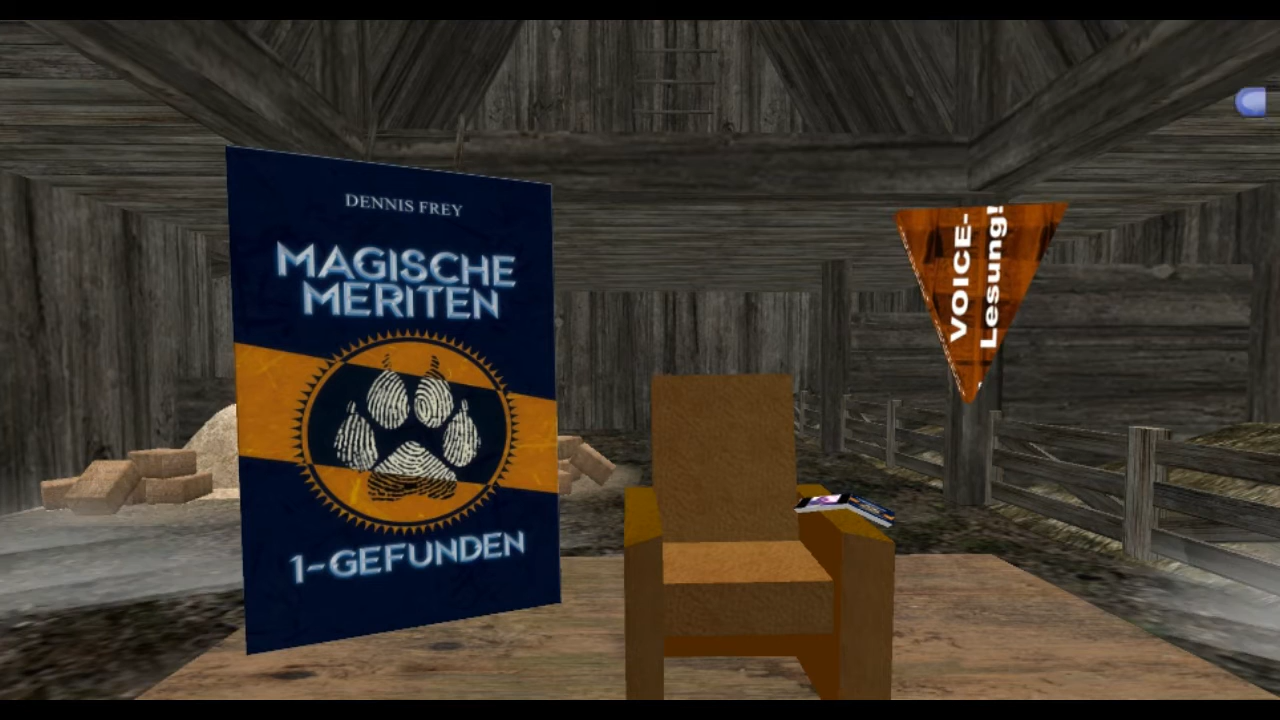 DENNIS FREY
MAGISCHE
MERITEN
1-GEFUNDEN
VOICE-
Lesung!